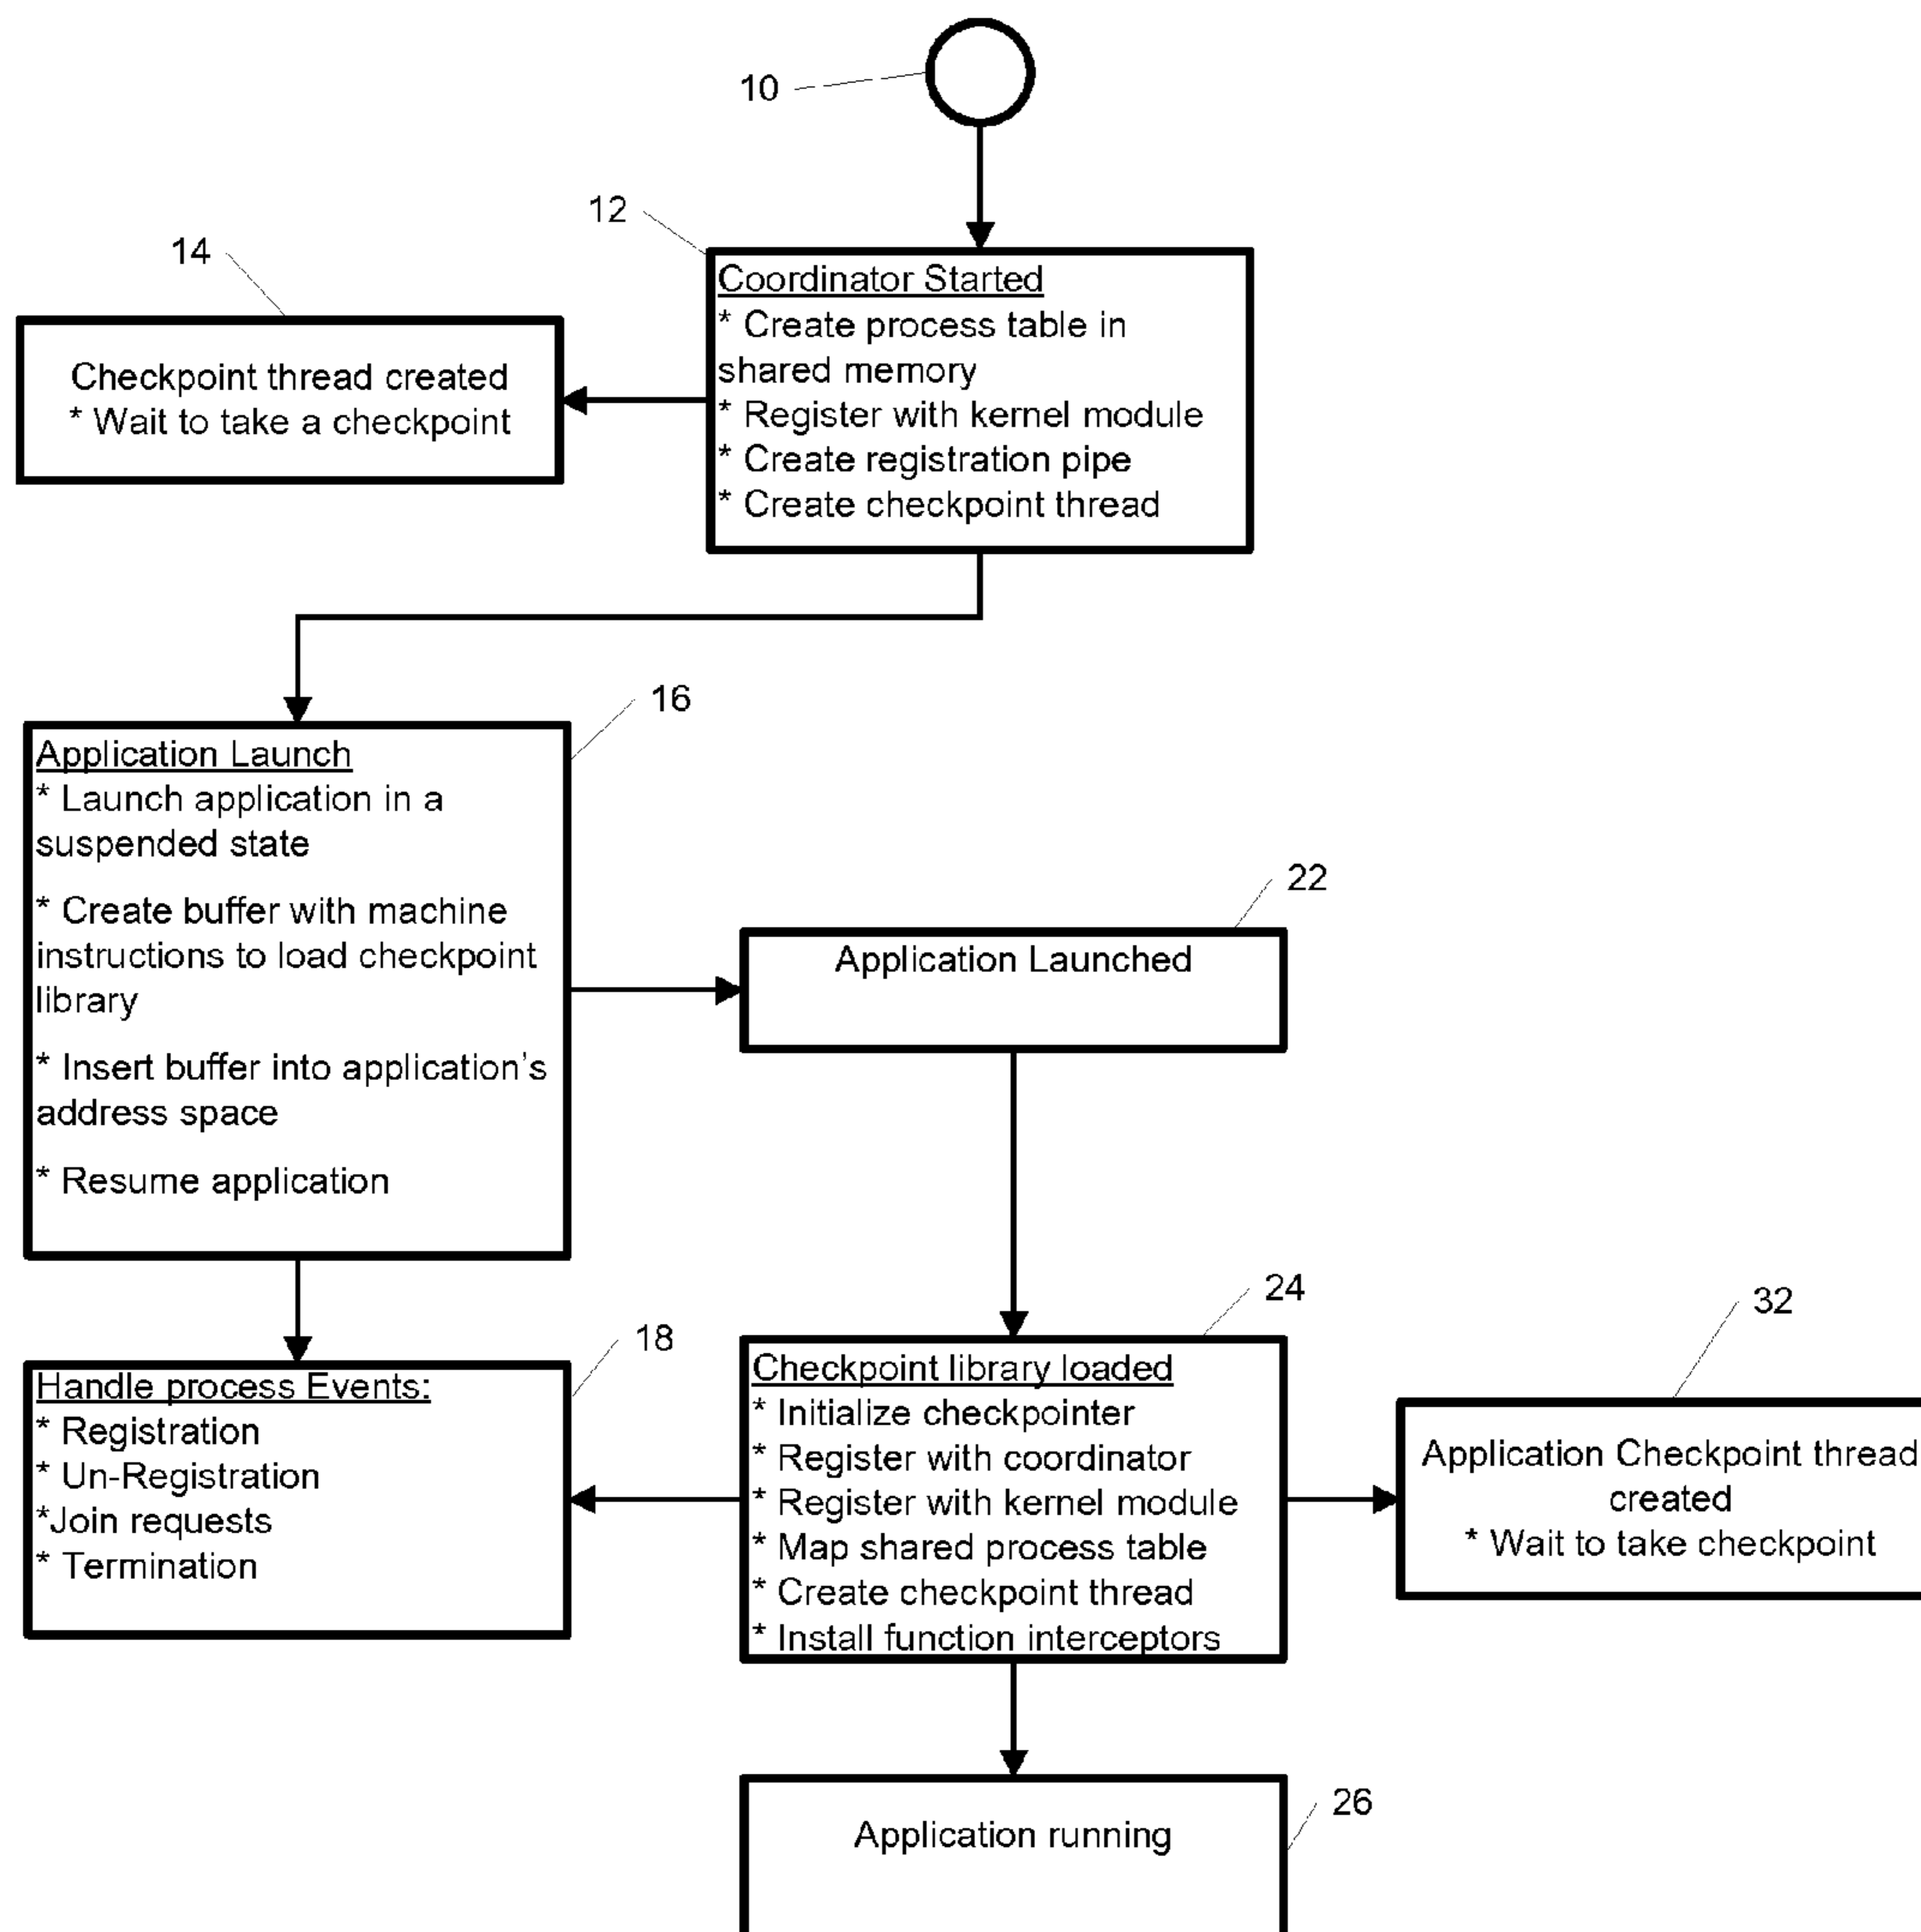 10
12
Coordinator Started
* Create process table in
shared memory
* Register with kernel module
* Create registration pipe
* Create checkpoint thread
14
Checkpoint thread created
* Wait to take a checkpoint
16
Application Launch
* Launch application in a
suspended state
* Create buffer with machine
instructions to load checkpoint
library
* Insert buffer into application's
address space
* Resume application
22
Application Launched
18
Handle process Events:
* Registration
* Un-Registration
*Join requests
* Termination
24
Checkpoint library loaded
* Initialize checkpointer
* Register with coordinator
* Register with kernel module
* Map shared process table
* Create checkpoint thread
* Install function interceptors
32
Application Checkpoint thread
created
* Wait to take checkpoint
26
Application running